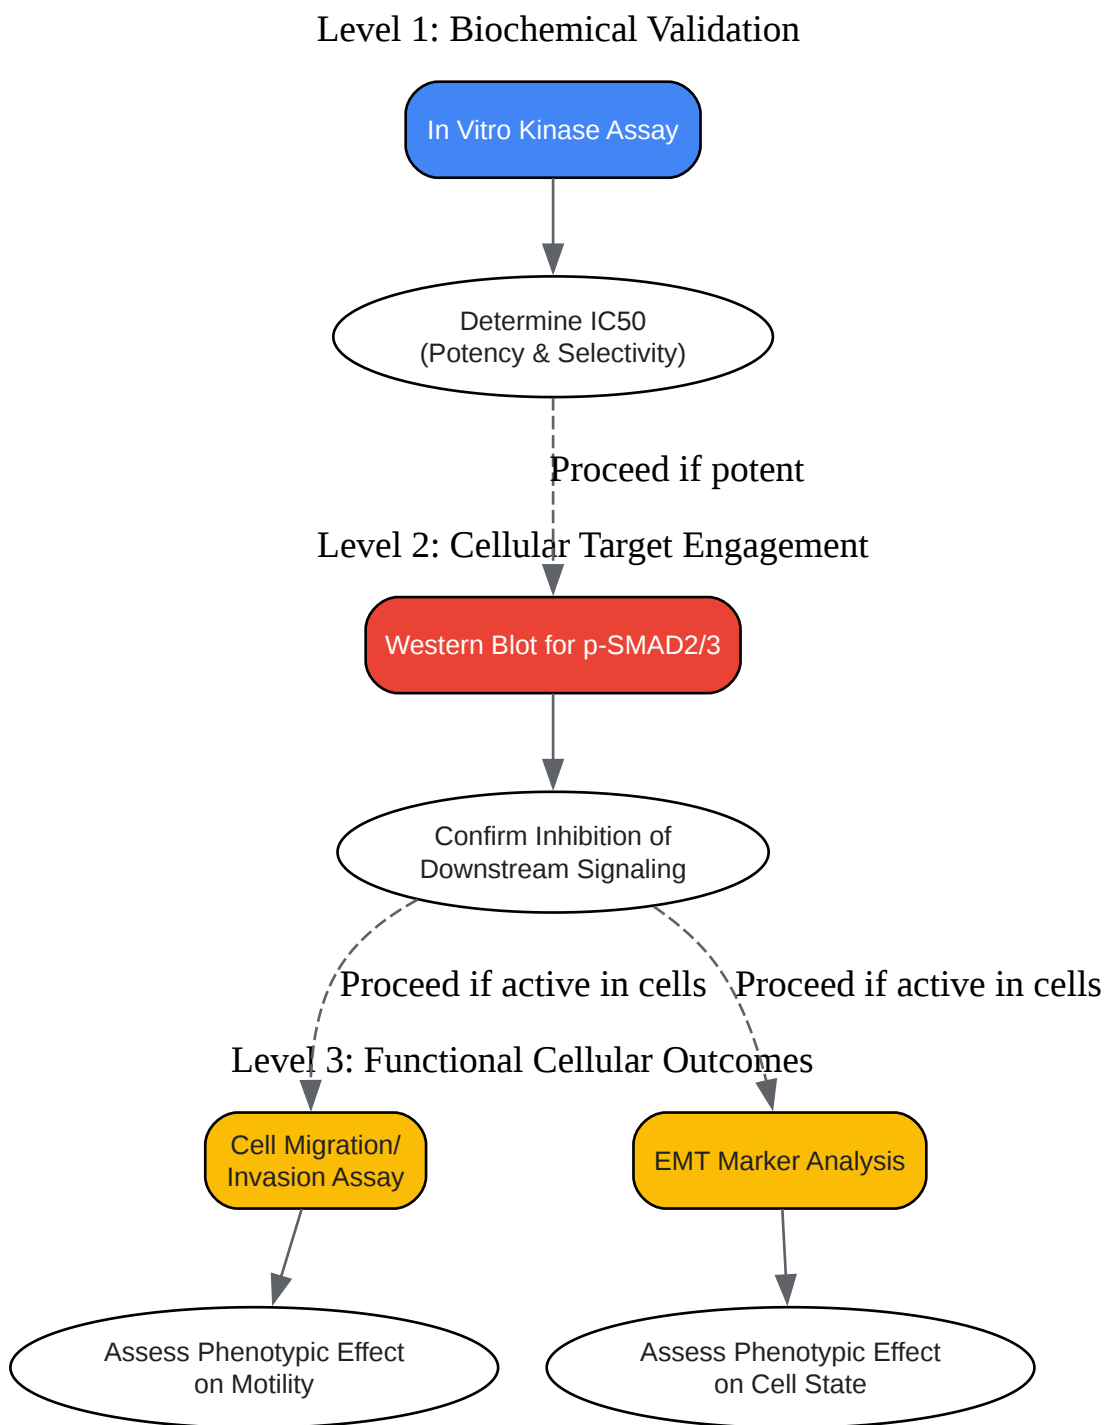 Level 1: Biochemical Validation
In Vitro Kinase Assay
Determine IC50
(Potency & Selectivity)
Proceed if potent
Level 2: Cellular Target Engagement
Western Blot for p-SMAD2/3
Confirm Inhibition of
Downstream Signaling
Proceed if active in cells
Proceed if active in cells
Level 3: Functional Cellular Outcomes
Cell Migration/
Invasion Assay
EMT Marker Analysis
Assess Phenotypic Effect
on Motility
Assess Phenotypic Effect
on Cell State